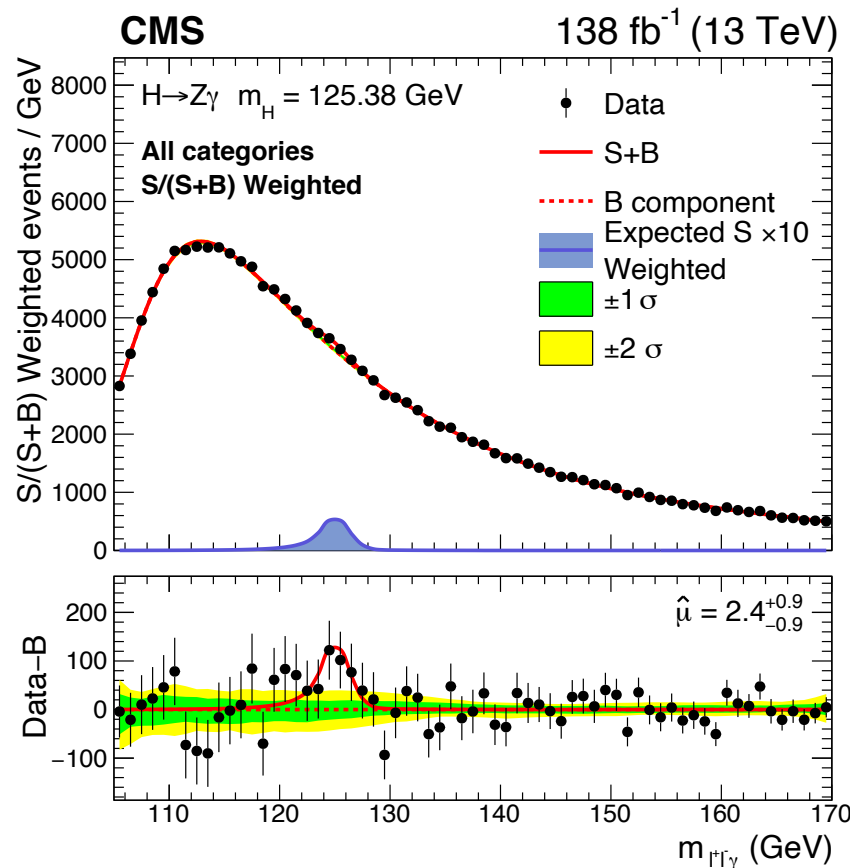 CMS 138 fb⁻¹ (13 TeV)
S/(S+B) Weighted events / GeV
8000
7000
6000
5000
4000
3000
2000
1000
0
H→Zγ m_H = 125.38 GeV
All categories
S/(S+B) Weighted
Data
S+B
B component
Expected S ×10
Weighted
±1 σ
±2 σ
Data−B
200
100
0
−100
μ̂ = 2.4 +0.9 −0.9
110 120 130 140 150 160 170
m_l⁺l⁻γ (GeV)